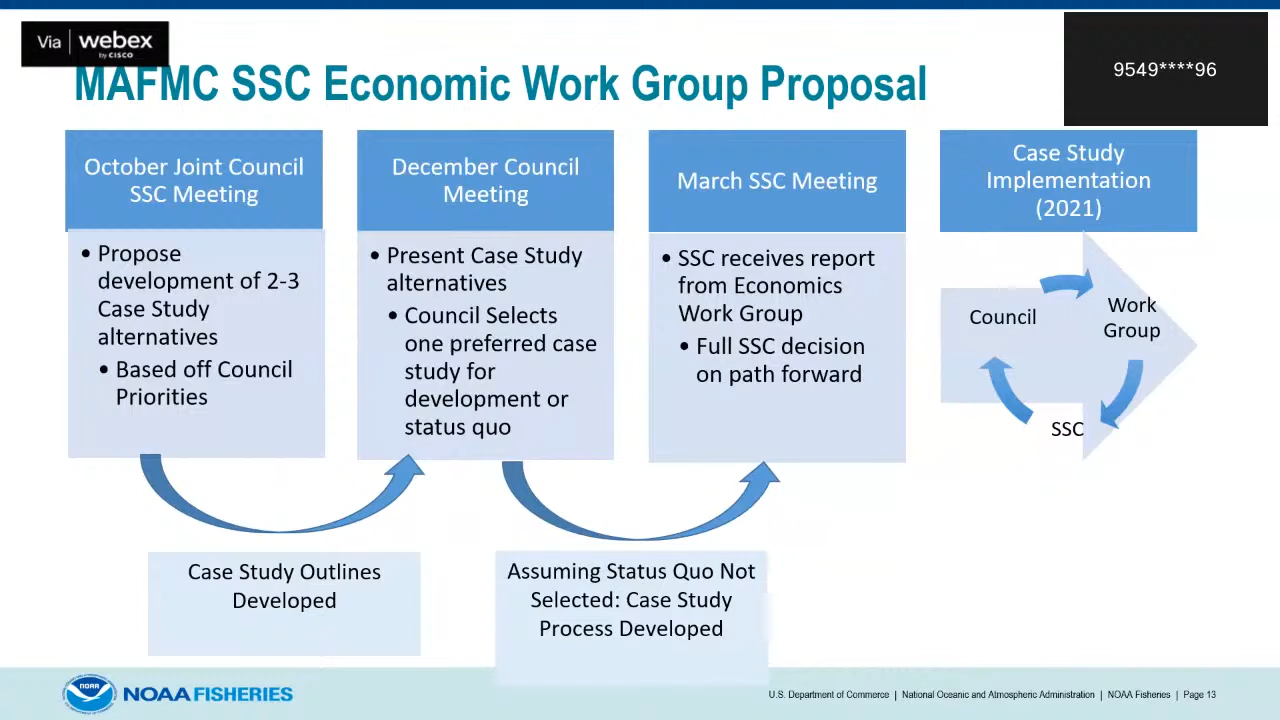 Via webex
by CISCO
9549****96
MAFMC SSC Economic Work Group Proposal
October Joint Council
SSC Meeting
• Propose
development of 2-3
Case Study
alternatives
• Based off Council
Priorities
December Council
Meeting
• Present Case Study
alternatives
• Council Selects
one preferred case
study for
development or
status quo
March SSC Meeting
• SSC receives report
from Economics
Work Group
• Full SSC decision
on path forward
Case Study
Implementation
(2021)
Council
Work
Group
SSC
Case Study Outlines
Developed
Assuming Status Quo Not
Selected: Case Study
Process Developed
NOAA
NOAA FISHERIES
U.S. Department of Commerce | National Oceanic and Atmospheric Administration | NOAA Fisheries | Page 13